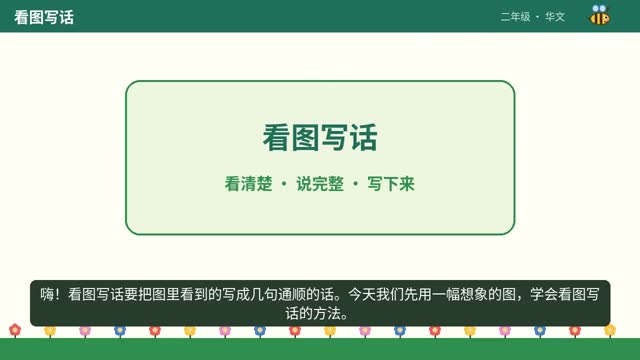 看图写话
二年级 · 华文
看图写话
看清楚 · 说完整 · 写下来
嗨！看图写话要把图里看到的写成几句通顺的话。今天我们先用一幅想象的图，学会看图写
话的方法。